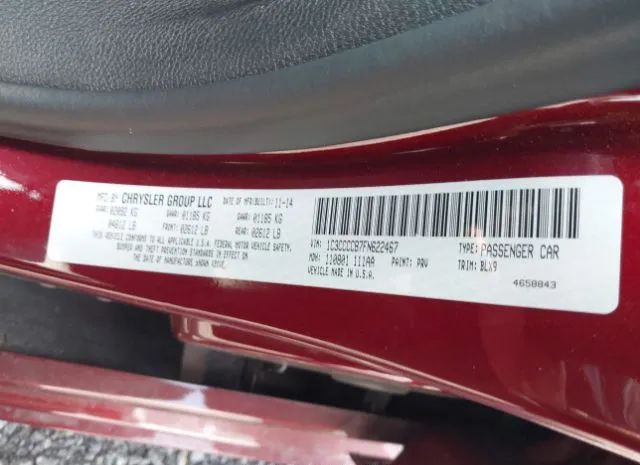 MFD BY CHRYSLER GROUP LLC DATE OF MFR(BUILT): 11-14
GVWR: GAWR: 01185 KG GAWR: 01185 KG
04612 LB FRONT: 02612 LB REAR: 02612 LB
THIS VEHICLE CONFORMS TO ALL APPLICABLE U.S.A. FEDERAL MOTOR VEHICLE SAFETY,
BUMPER AND THEFT PREVENTION STANDARDS IN EFFECT ON
THE DATE OF MANUFACTURE SHOWN ABOVE.
VIN: 1C3CCCCB7FN622467 TYPE: PASSENGER CAR
MDH: 110801 111AA PAINT: PRV TRIM: BLX9
VEHICLE MADE IN U.S.A. 4658843